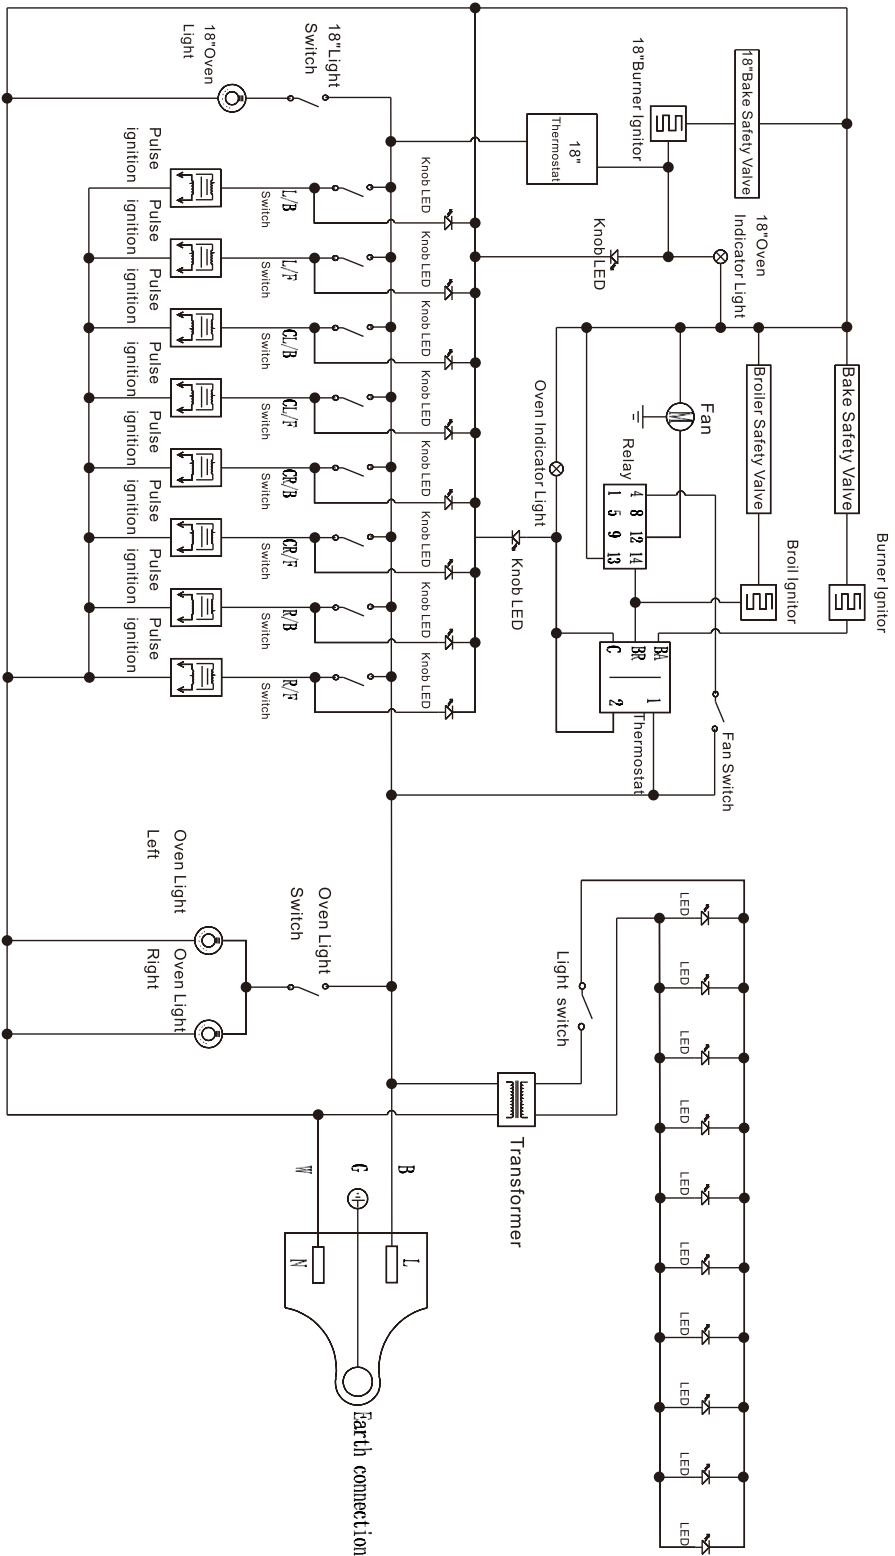 Burner Ignitor
Bake Safety Valve
Broil Ignitor
18"Oven
Indicator Light
18"Bake Safety Valve
Broiler Safety Valve
Fan Switch
Fan
LED
LED
LED
LED
LED
LED
LED
LED
LED
LED
18"Burner Ignitor
Relay
4 8 12 14
1 5 9 13
BA 1
BR
C 2
Thermostat
18"
Thermostat
Knob LED
Oven Indicator Light
Knob LED
Light switch
Transformer
Knob LED
Knob LED
Knob LED
Knob LED
Knob LED
Knob LED
Knob LED
Knob LED
18"Light
Switch
L/B
Switch
L/F
Switch
CL/B
Switch
CL/F
Switch
CR/B
Switch
CR/F
Switch
R/B
Switch
R/F
Switch
Oven Light
Switch
B
G
W
L
N
Earth connection
18"Oven
Light
Pulse
ignition
Pulse
ignition
Pulse
ignition
Pulse
ignition
Pulse
ignition
Pulse
ignition
Pulse
ignition
Pulse
ignition
Oven Light
Left
Oven Light
Right